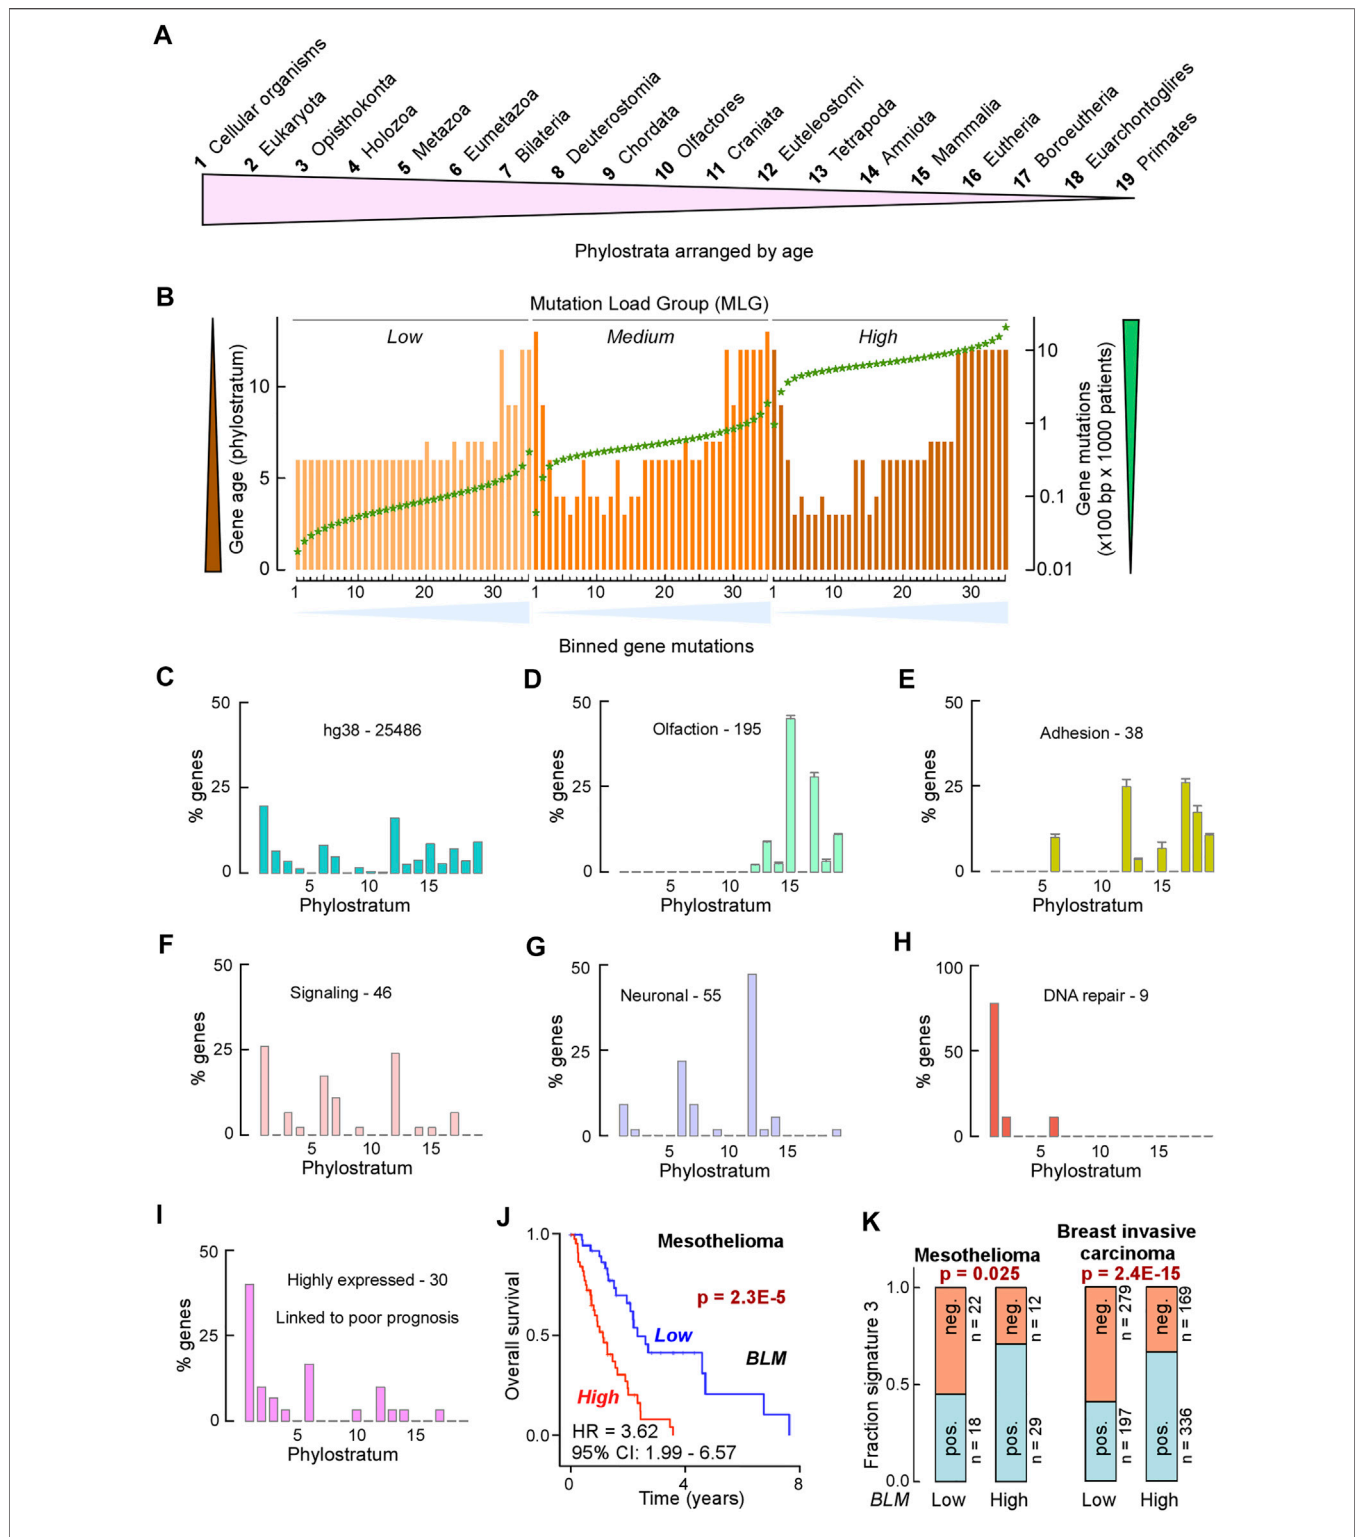 A
1 Cellular organisms
2 Eukaryota
3 Opisthokonta
4 Holozoa
5 Metazoa
6 Eumetazoa
7 Bilateria
8 Deuterostomia
9 Chordata
10 Olfactores
11 Craniata
12 Euteleostomi
13 Tetrapoda
14 Amniota
15 Mammalia
16 Eutheria
17 Boroeutheria
18 Euarchontoglires
19 Primates
Phylostrata arranged by age
B
Mutation Load Group (MLG)
Low Medium High
Gene age (phylostratum)
10
5
0
10
1
0.1
0.01
Gene mutations
(x100 bp x 1000 patients)
1 10 20 30 1 10 20 30 1 10 20 30
Binned gene mutations
C
50
25
0
% genes
hg38 - 25486
5 10 15
Phylostratum
D
50
25
0
% genes
Olfaction - 195
5 10 15
Phylostratum
E
50
25
0
% genes
Adhesion - 38
5 10 15
Phylostratum
F
50
25
0
% genes
Signaling - 46
5 10 15
Phylostratum
G
50
25
0
% genes
Neuronal - 55
5 10 15
Phylostratum
H
100
50
0
% genes
DNA repair - 9
5 10 15
Phylostratum
I
50
25
0
% genes
Highly expressed - 30
Linked to poor prognosis
5 10 15
Phylostratum
J
1.0
0.5
0.0
Overall survival
Mesothelioma
p = 2.3E-5
Low
BLM
High
HR = 3.62
95% CI: 1.99 - 6.57
0 4 8
Time (years)
K
Breast invasive
carcinoma
Mesothelioma
p = 0.025 p = 2.4E-15
1.0
0.5
0.0
Fraction signature 3
neg.
n = 22
pos.
n = 18
neg.
n = 12
pos.
n = 29
neg.
n = 279
pos.
n = 197
neg.
n = 169
pos.
n = 336
BLM Low High Low High